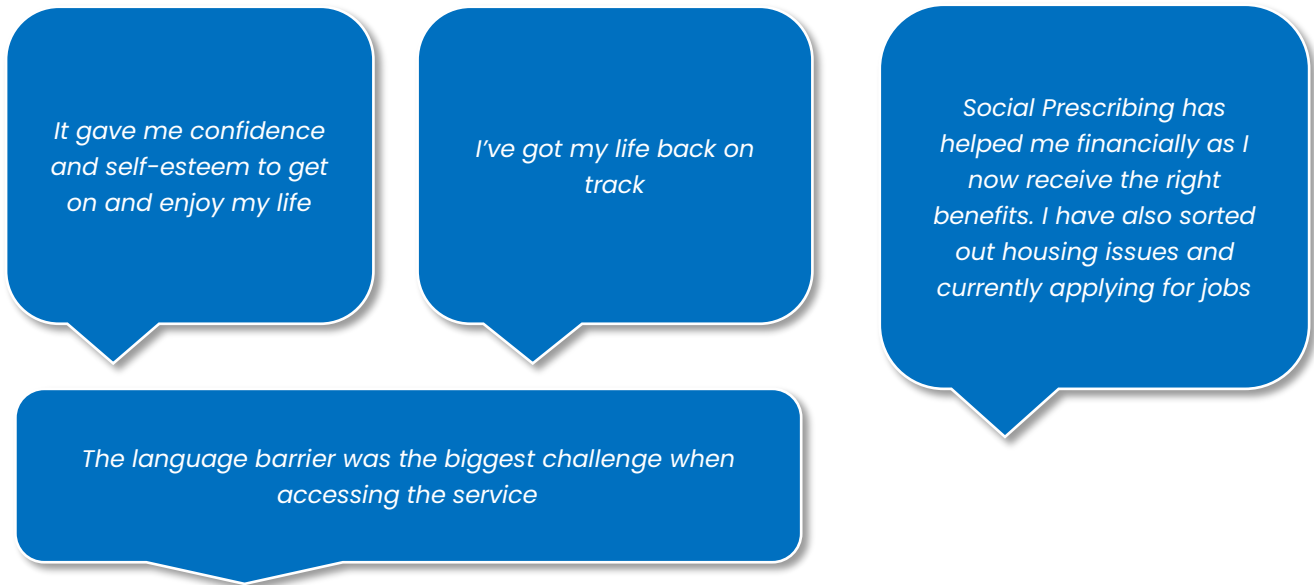 It gave me confidence
and self-esteem to get
on and enjoy my life
I’ve got my life back on
track
Social Prescribing has
helped me financially as I
now receive the right
benefits. I have also sorted
out housing issues and
currently applying for jobs
The language barrier was the biggest challenge when
accessing the service